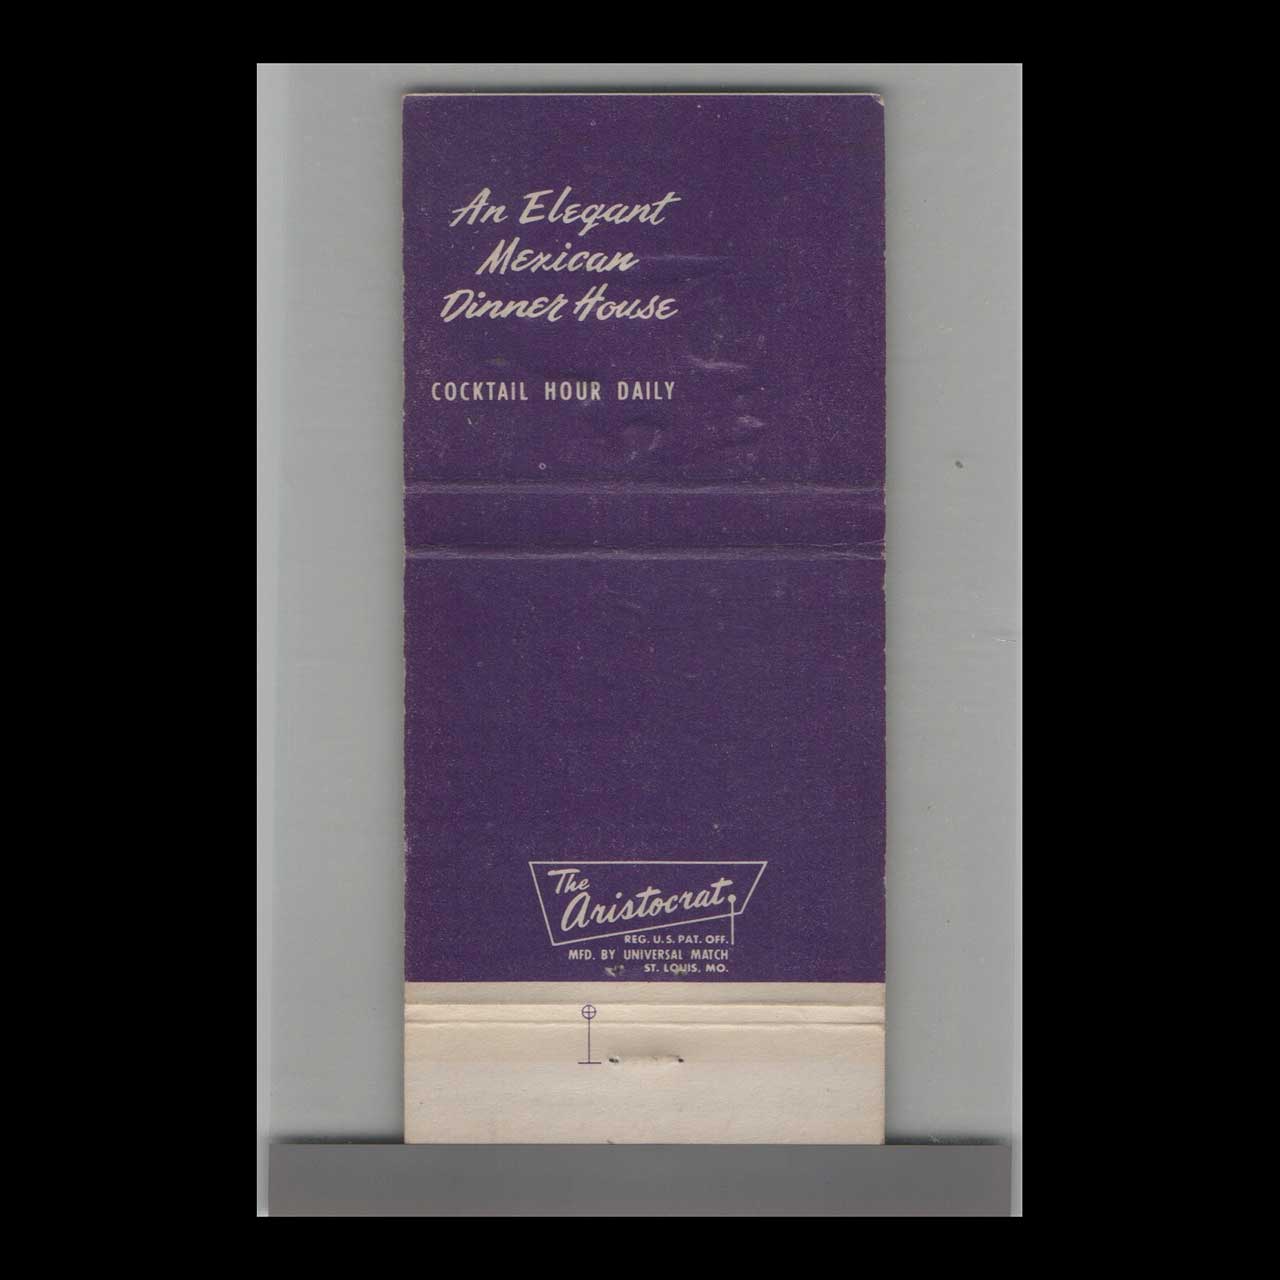 An Elegant
Mexican
Dinner House
COCKTAIL HOUR DAILY
The
Aristocrat
REG. U.S. PAT. OFF.
MFD. BY UNIVERSAL MATCH
ST. LOUIS, MO.